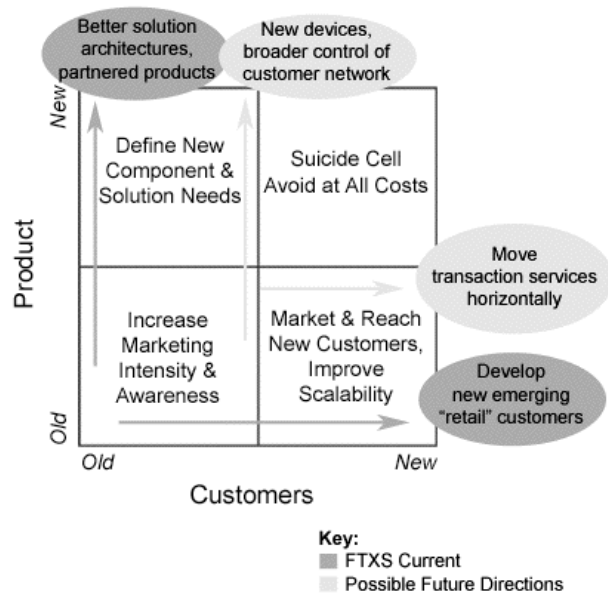 Better solution
architectures,
partnered products
New devices,
broader control of
customer network
New
Define New
Component &
Solution Needs
Suicide Cell
Avoid at All Costs
Product
Move
transaction services
horizontally
Increase
Marketing
Intensity &
Awareness
Market & Reach
New Customers,
Improve
Scalability
Develop
new emerging
“retail” customers
Old
Old
New
Customers
Key:
FTXS Current
Possible Future Directions